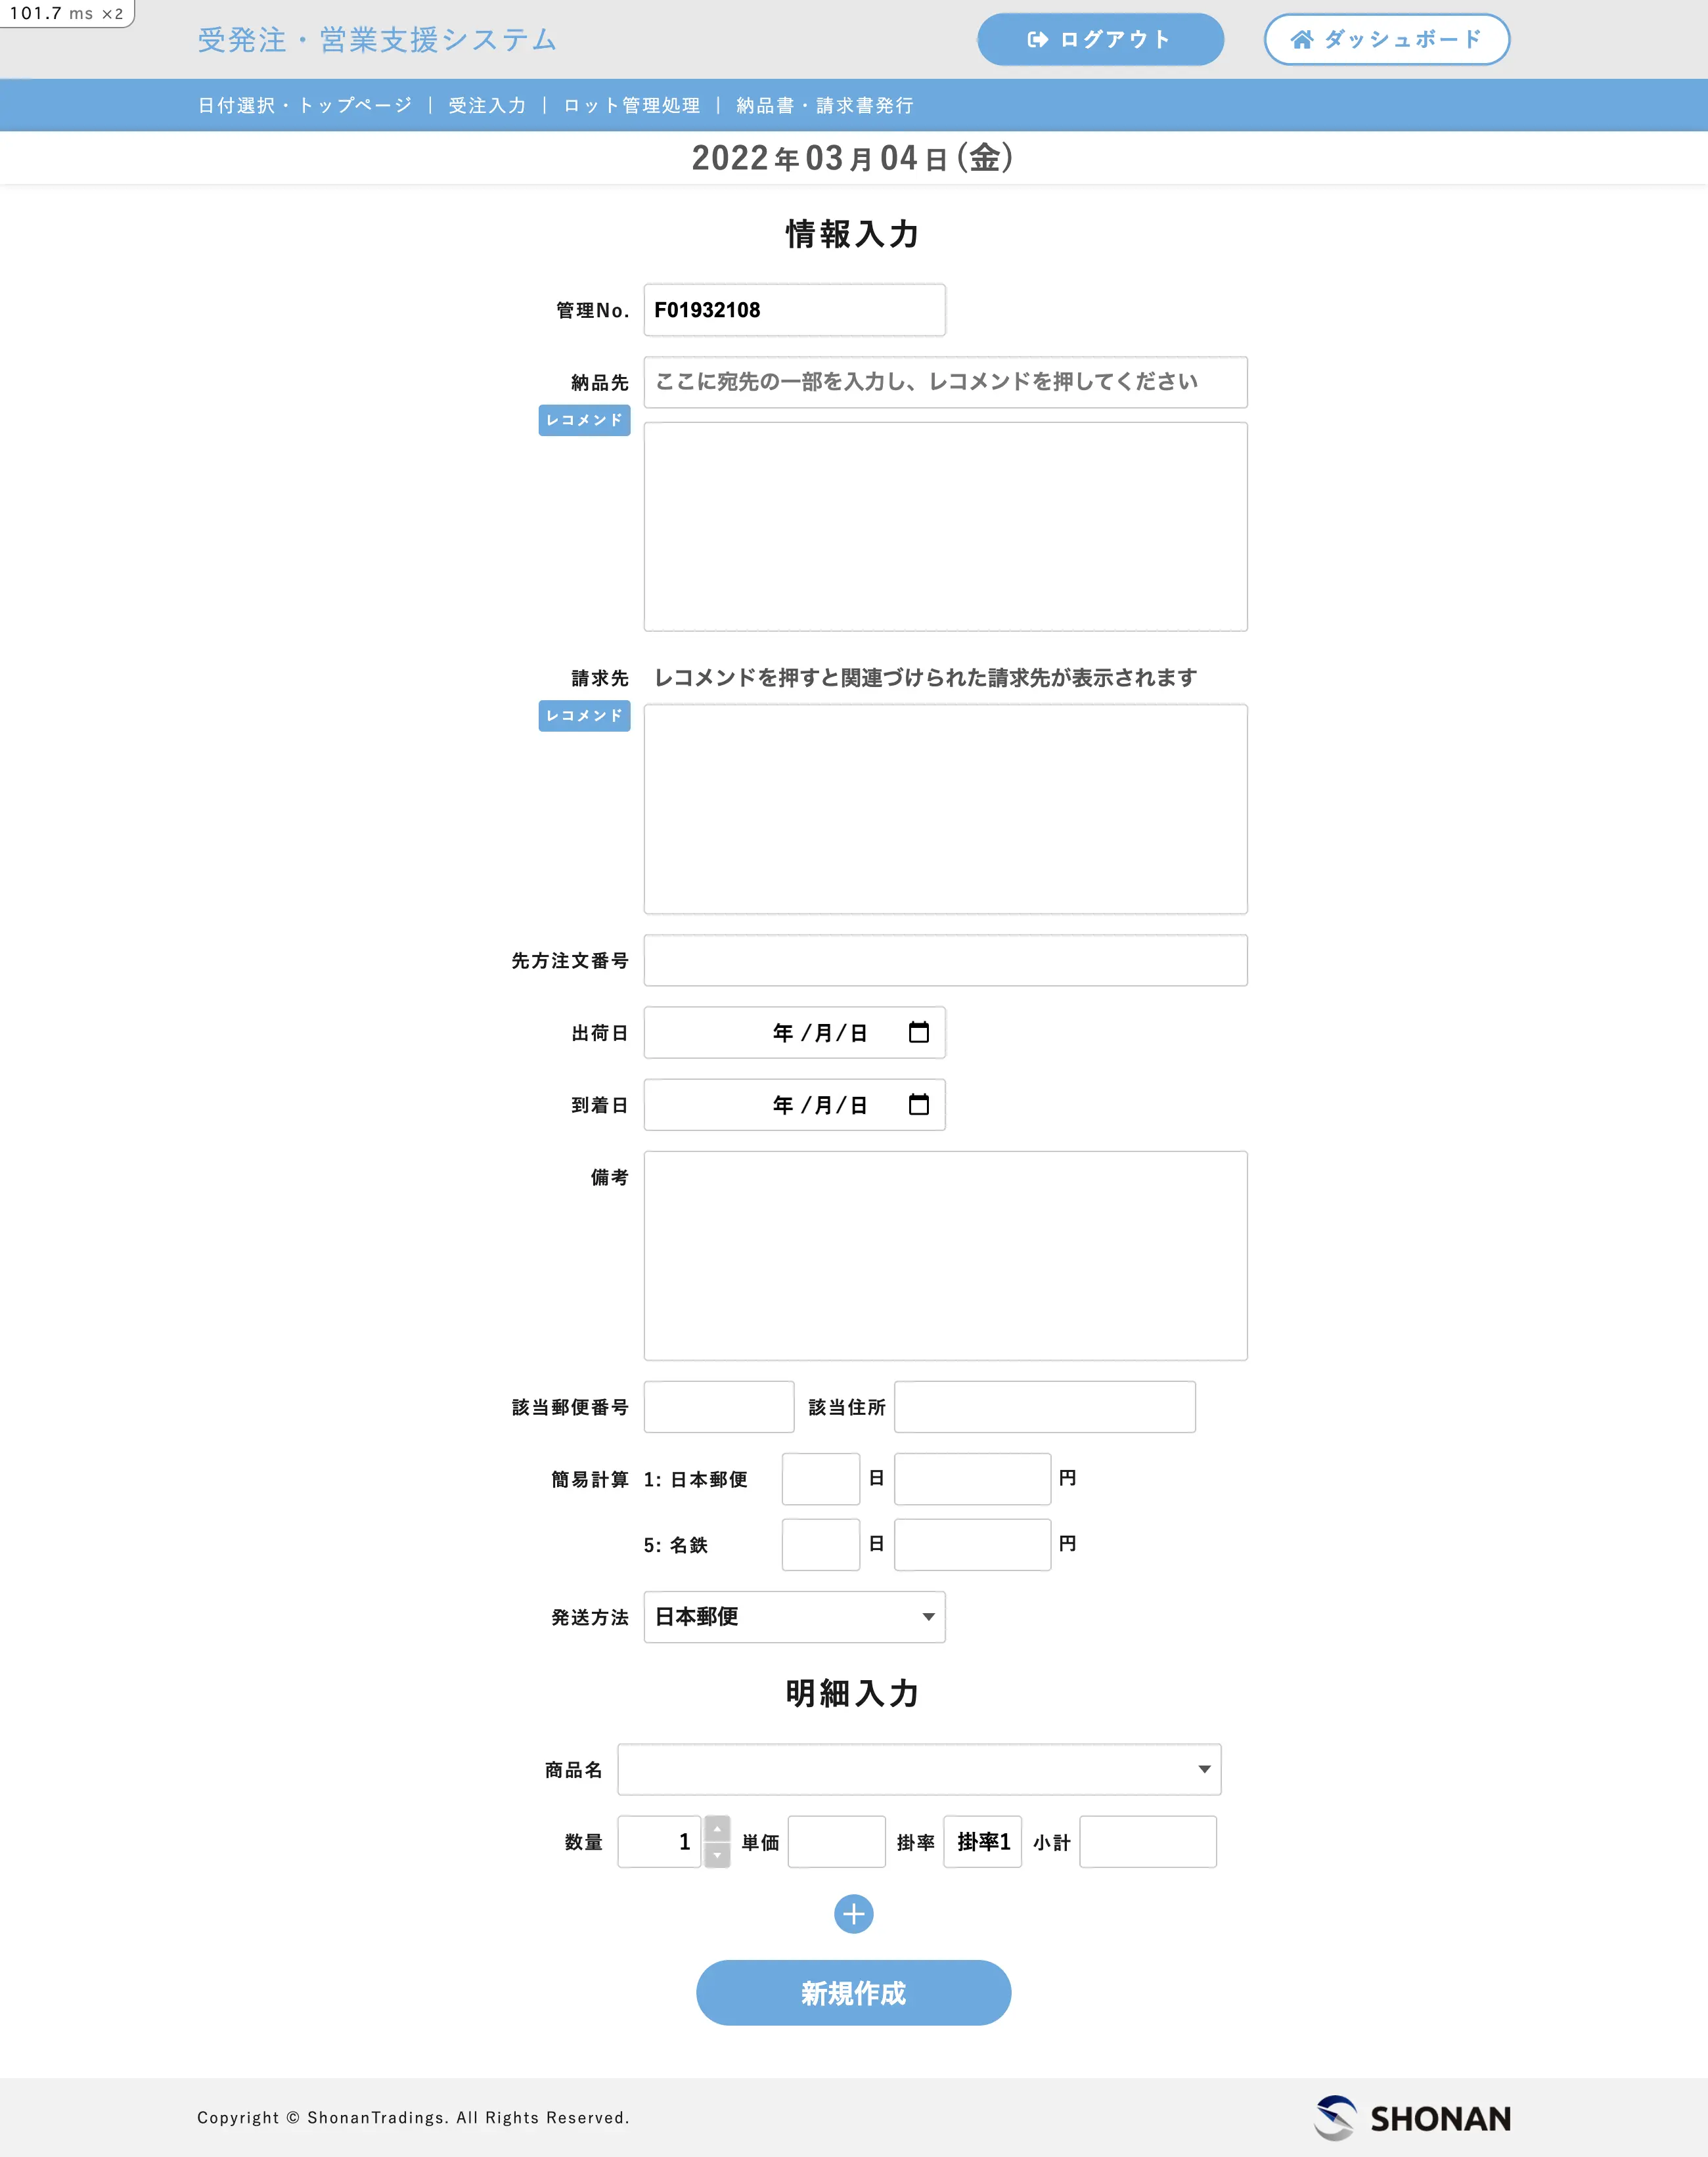 101.7 ms ×2
受発注・営業支援システム
ログアウト
ダッシュボード
日付選択・トップページ | 受注入力 | ロット管理処理 | 納品書・請求書発行
2022年03月04日(金)
情報入力
管理No. F01932108
納品先 ここに宛先の一部を入力し、レコメンドを押してください
レコメンド
請求先 レコメンドを押すと関連づけられた請求先が表示されます
レコメンド
先方注文番号
出荷日 年 /月/日
到着日 年 /月/日
備考
該当郵便番号 該当住所
簡易計算 1: 日本郵便 日 円
5: 名鉄 日 円
発送方法 日本郵便
明細入力
商品名
数量 1 単価 掛率 掛率1 小計
新規作成
Copyright © ShonanTradings. All Rights Reserved.
SHONAN